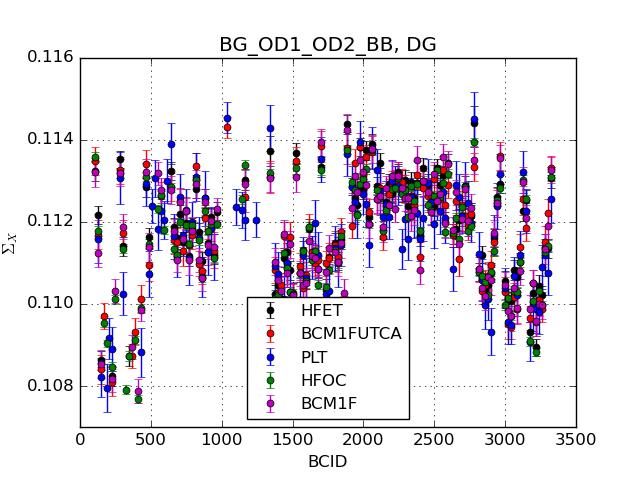 BG_OD1_OD2_BB, DG
0.116
0.114
0.112
0.110
0.108
Σ_X
HFET
BCM1FUTCA
PLT
HFOC
BCM1F
0 500 1000 1500 2000 2500 3000 3500
BCID